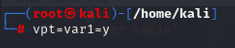 ┌──(root㉿kali)-[/home/kali]
└─# vpt=var1=y